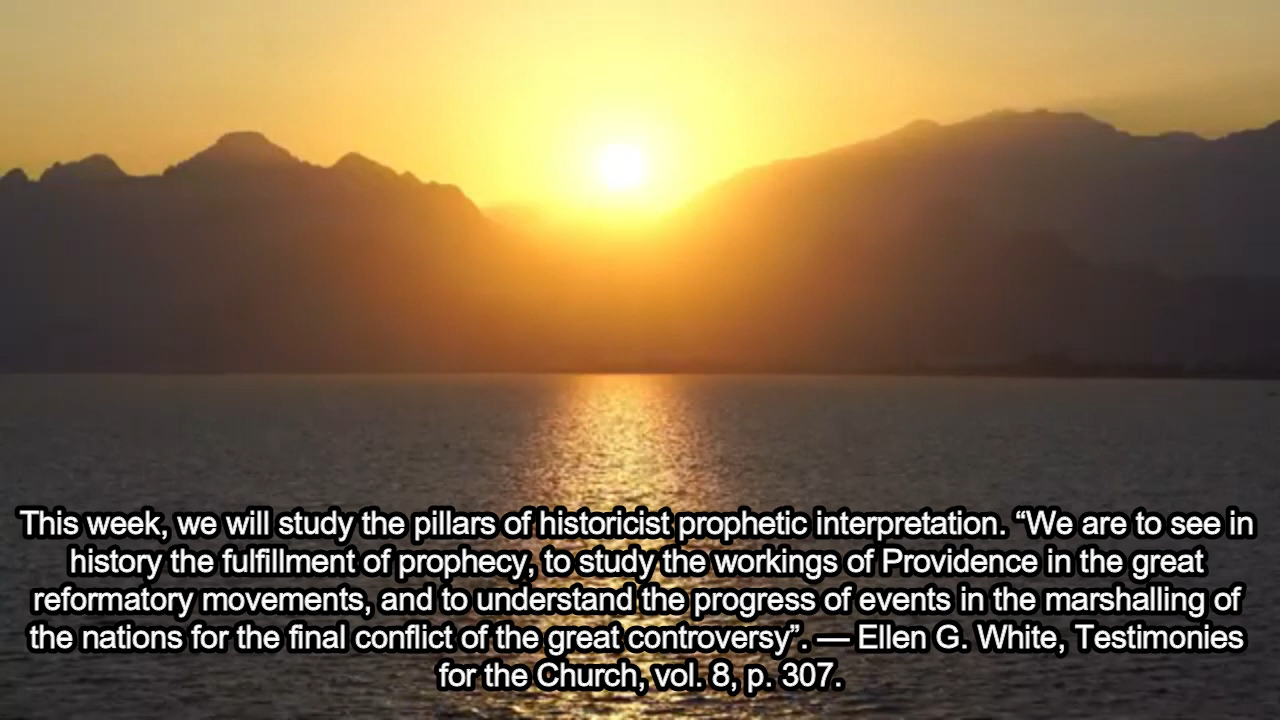 This week, we will study the pillars of historicist prophetic interpretation. “We are to see in
history the fulfillment of prophecy, to study the workings of Providence in the great
reformatory movements, and to understand the progress of events in the marshalling of
the nations for the final conflict of the great controversy”. — Ellen G. White, Testimonies
for the Church, vol. 8, p. 307.